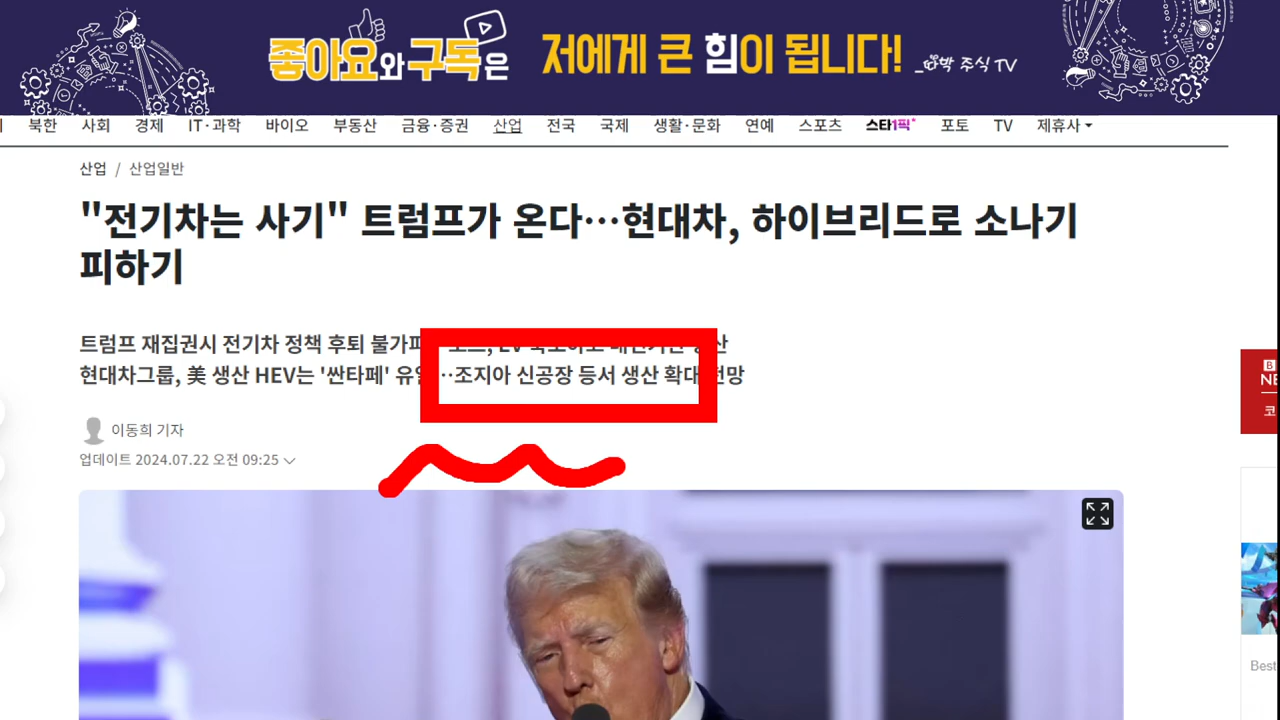 좋아요와 구독은 저에게 큰 힘이 됩니다!
박 주식 TV
북한 사회 경제 IT·과학 바이오 부동산 금융·증권 산업 전국 국제 생활·문화 연예 스포츠 스타1픽 포토 TV 제휴사
산업 / 산업일반
"전기차는 사기" 트럼프가 온다…현대차, 하이브리드로 소나기
피하기
트럼프 재집권시 전기차 정책 후퇴
현대차그룹, 美 생산 HEV는 '싼타페' 조지아 신공장 등서 생산 확대
이동희 기자
업데이트 2024.07.22 오전 09:25
Best